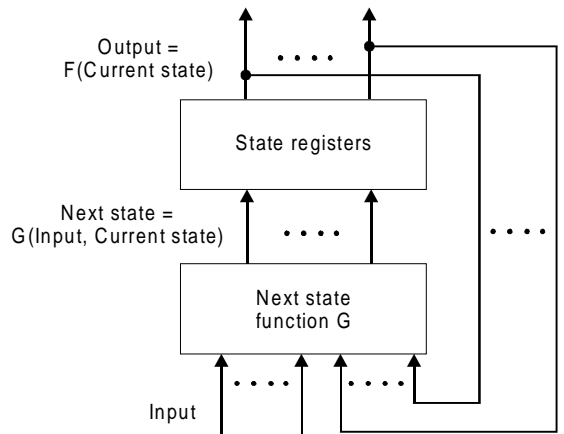 Output =
F(Current state)
State registers
Next state =
G(Input, Current state)
Next state
function G
Input